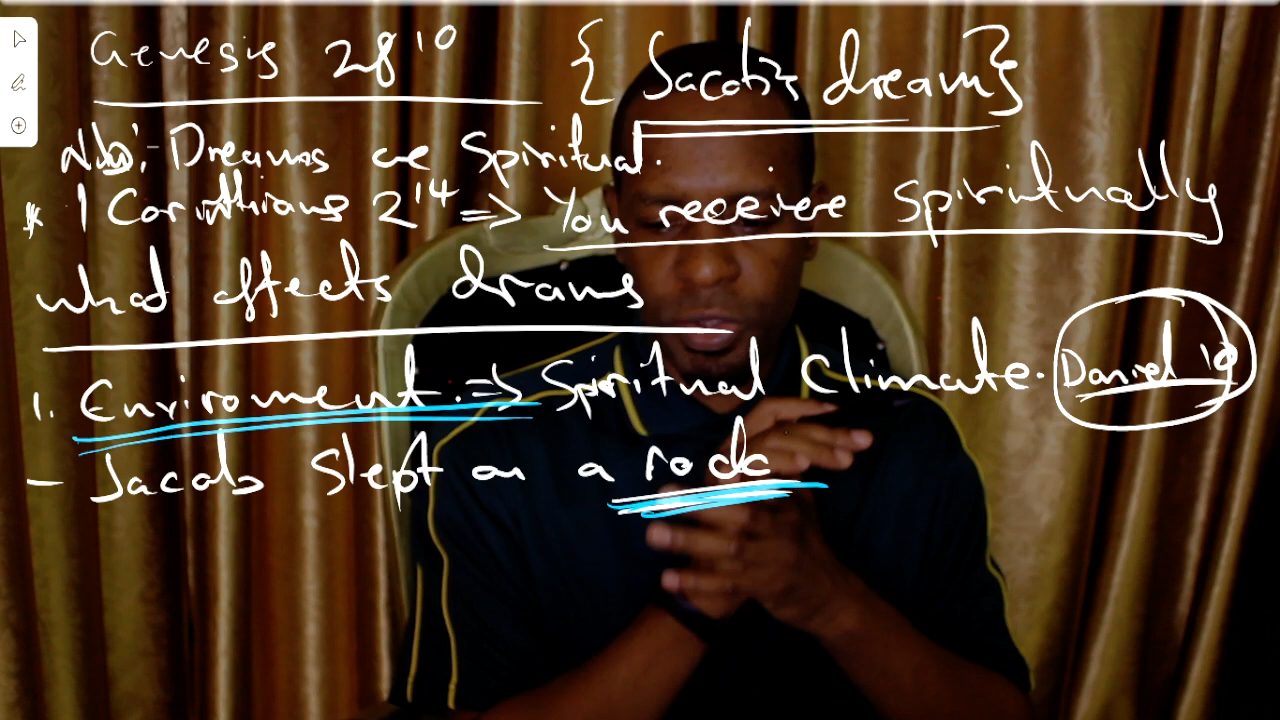 Genesis 28¹⁰ {Jacob's dream}
Nb:- Dreams are Spiritual.
* 1 Corinthians 2¹⁴ => You receive spiritually
what affects dreams
1. Enviroment. => Spiritual Climate. Daniel 10
- Jacob Slept on a rock